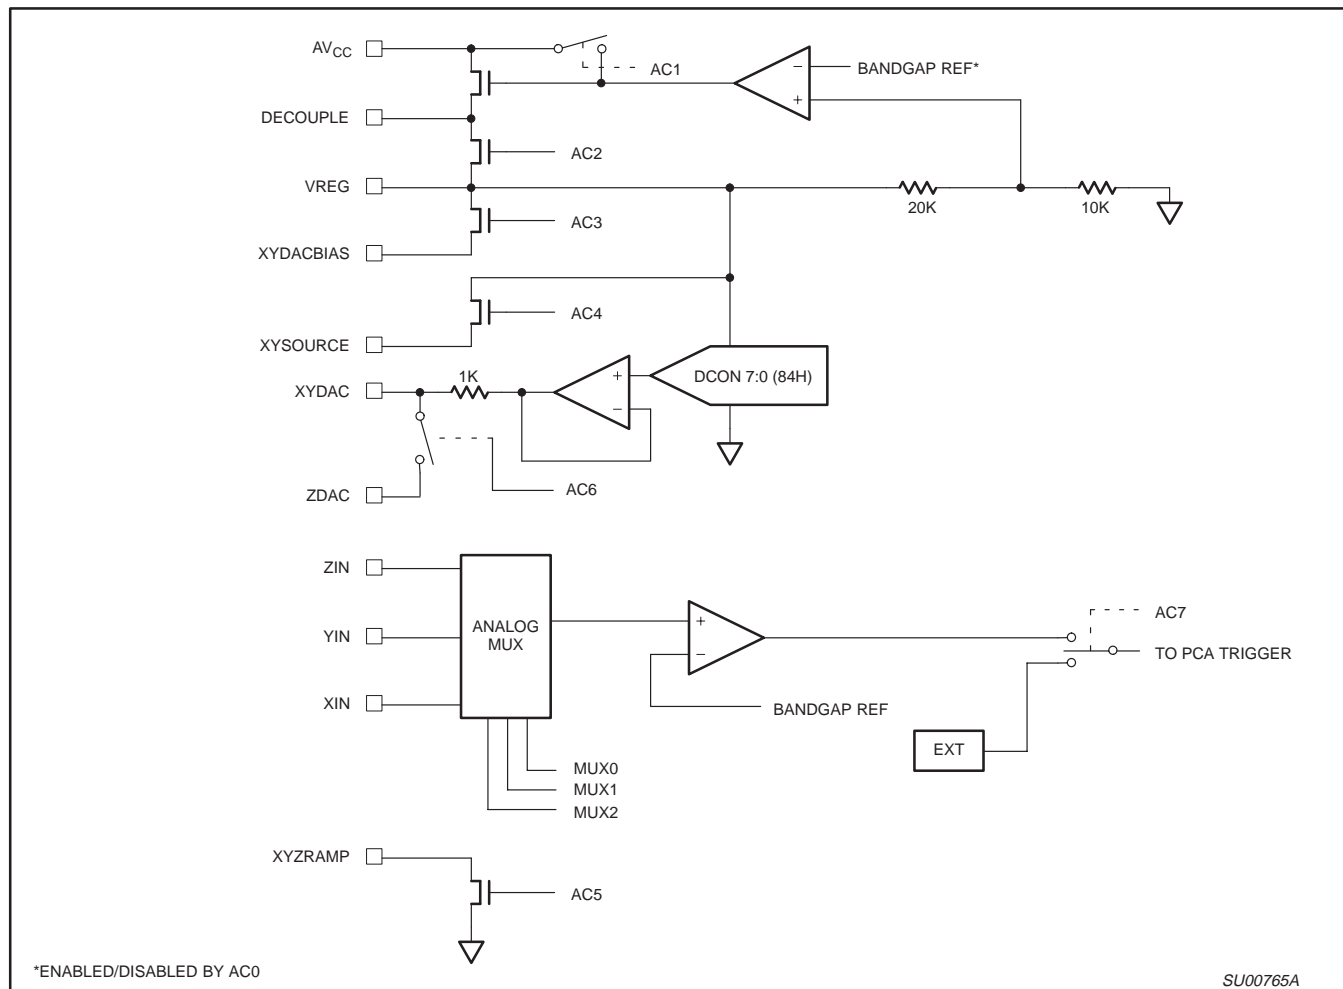 AVCC
AC1
−
BANDGAP REF*
+
DECOUPLE
AC2
VREG
20K
10K
AC3
XYDACBIAS
AC4
XYSOURCE
XYDAC
1K
+
−
DCON 7:0 (84H)
AC6
ZDAC
ZIN
YIN
XIN
ANALOG
MUX
+
−
BANDGAP REF
AC7
TO PCA TRIGGER
EXT
MUX0
MUX1
MUX2
XYZRAMP
AC5
*ENABLED/DISABLED BY AC0
SU00765A